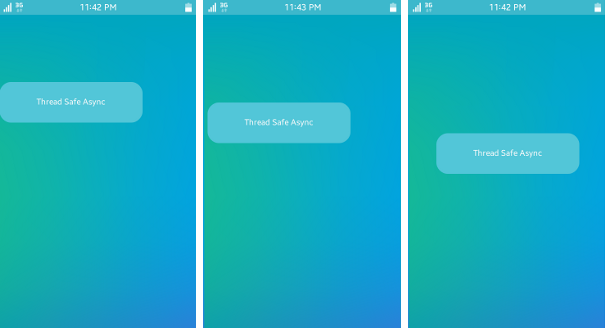 3G
11:42 PM
Thread Safe Async
3G
11:43 PM
Thread Safe Async
3G
11:42 PM
Thread Safe Async